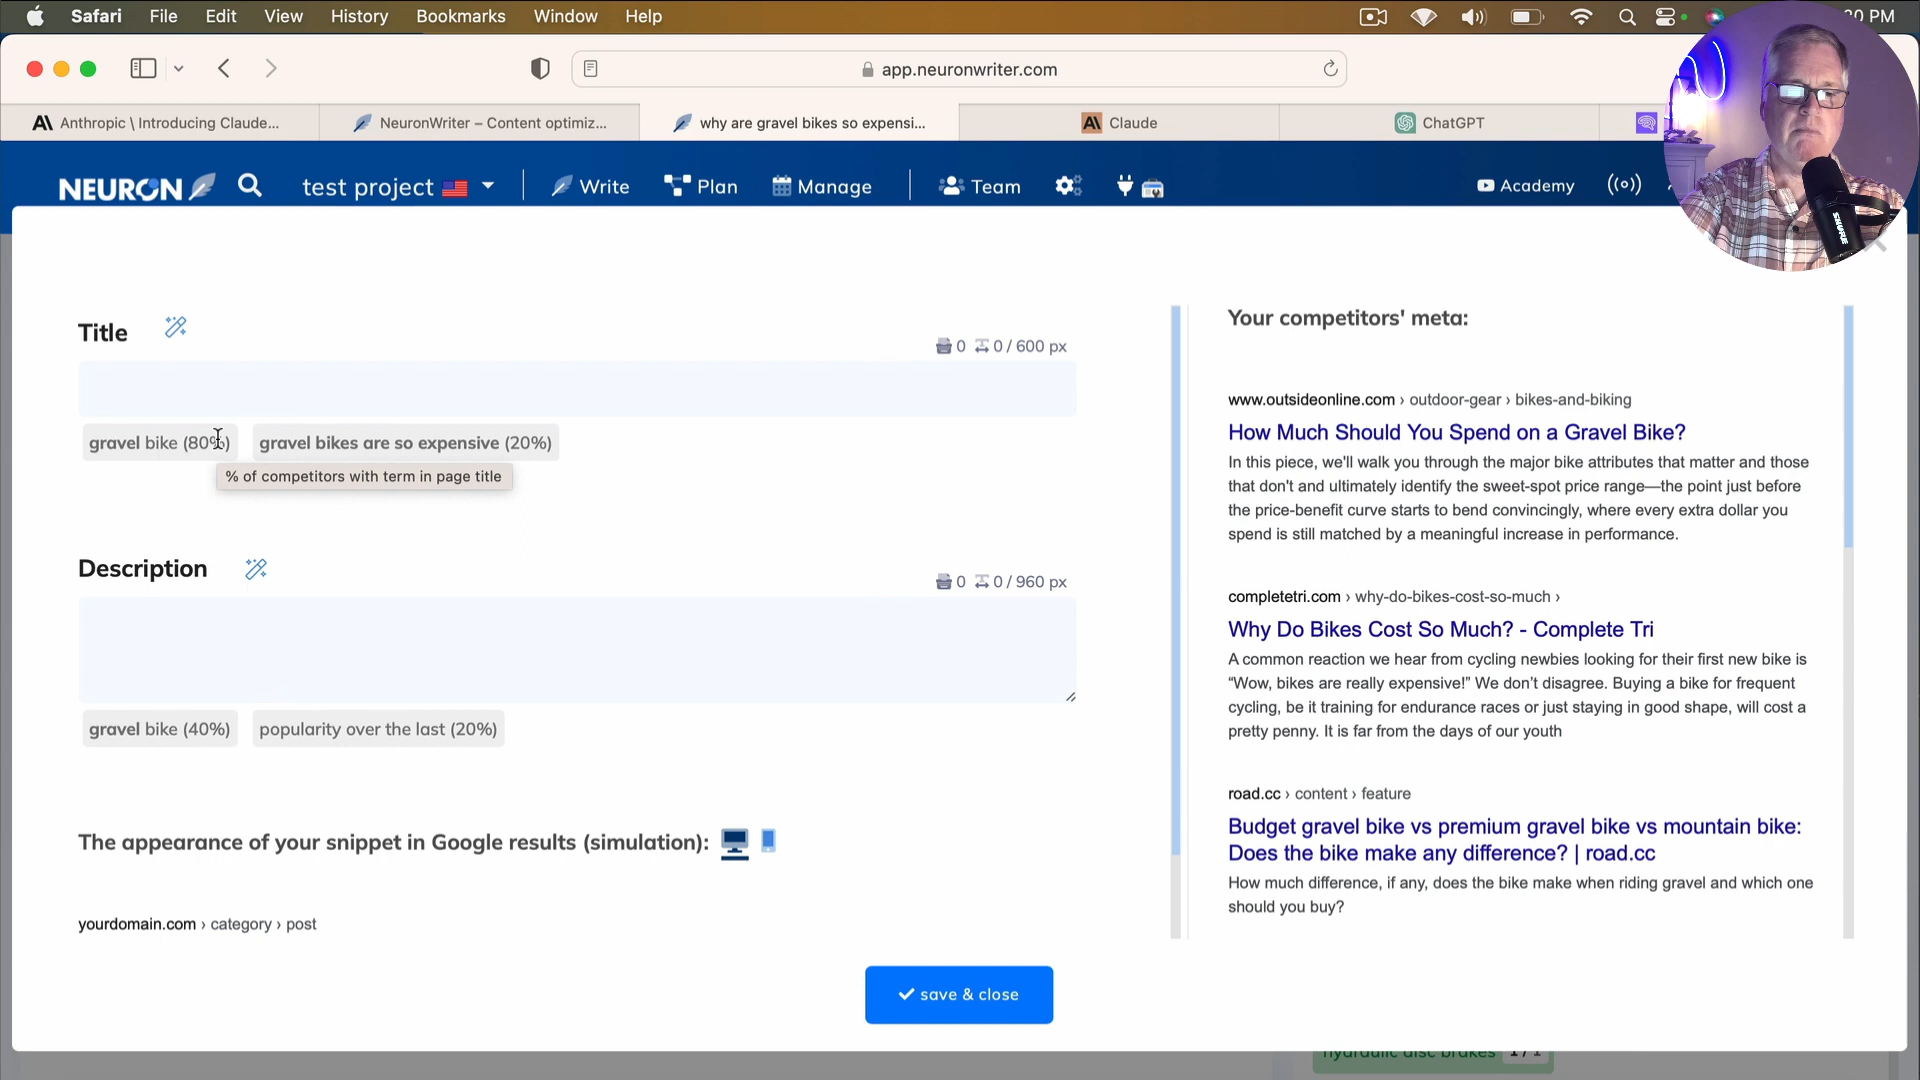 Safari File Edit View History Bookmarks Window Help
0 PM
app.neuronwriter.com
Anthropic \ Introducing Claude...
NeuronWriter – Content optimiz...
why are gravel bikes so expensi...
Claude
ChatGPT
NEURON
test project
Write
Plan
Manage
Team
Academy
Title
0 0 / 600 px
gravel bike (80%)
gravel bikes are so expensive (20%)
% of competitors with term in page title
Description
0 0 / 960 px
gravel bike (40%)
popularity over the last (20%)
The appearance of your snippet in Google results (simulation):
yourdomain.com › category › post
Your competitors' meta:
www.outsideonline.com › outdoor-gear › bikes-and-biking
How Much Should You Spend on a Gravel Bike?
In this piece, we'll walk you through the major bike attributes that matter and those
that don't and ultimately identify the sweet-spot price range—the point just before
the price-benefit curve starts to bend convincingly, where every extra dollar you
spend is still matched by a meaningful increase in performance.
completetri.com › why-do-bikes-cost-so-much ›
Why Do Bikes Cost So Much? - Complete Tri
A common reaction we hear from cycling newbies looking for their first new bike is
“Wow, bikes are really expensive!” We don’t disagree. Buying a bike for frequent
cycling, be it training for endurance races or just staying in good shape, will cost a
pretty penny. It is far from the days of our youth
road.cc › content › feature
Budget gravel bike vs premium gravel bike vs mountain bike:
Does the bike make any difference? | road.cc
How much difference, if any, does the bike make when riding gravel and which one
should you buy?
save & close
hydraulic disc brakes 1 / 1
SHURE